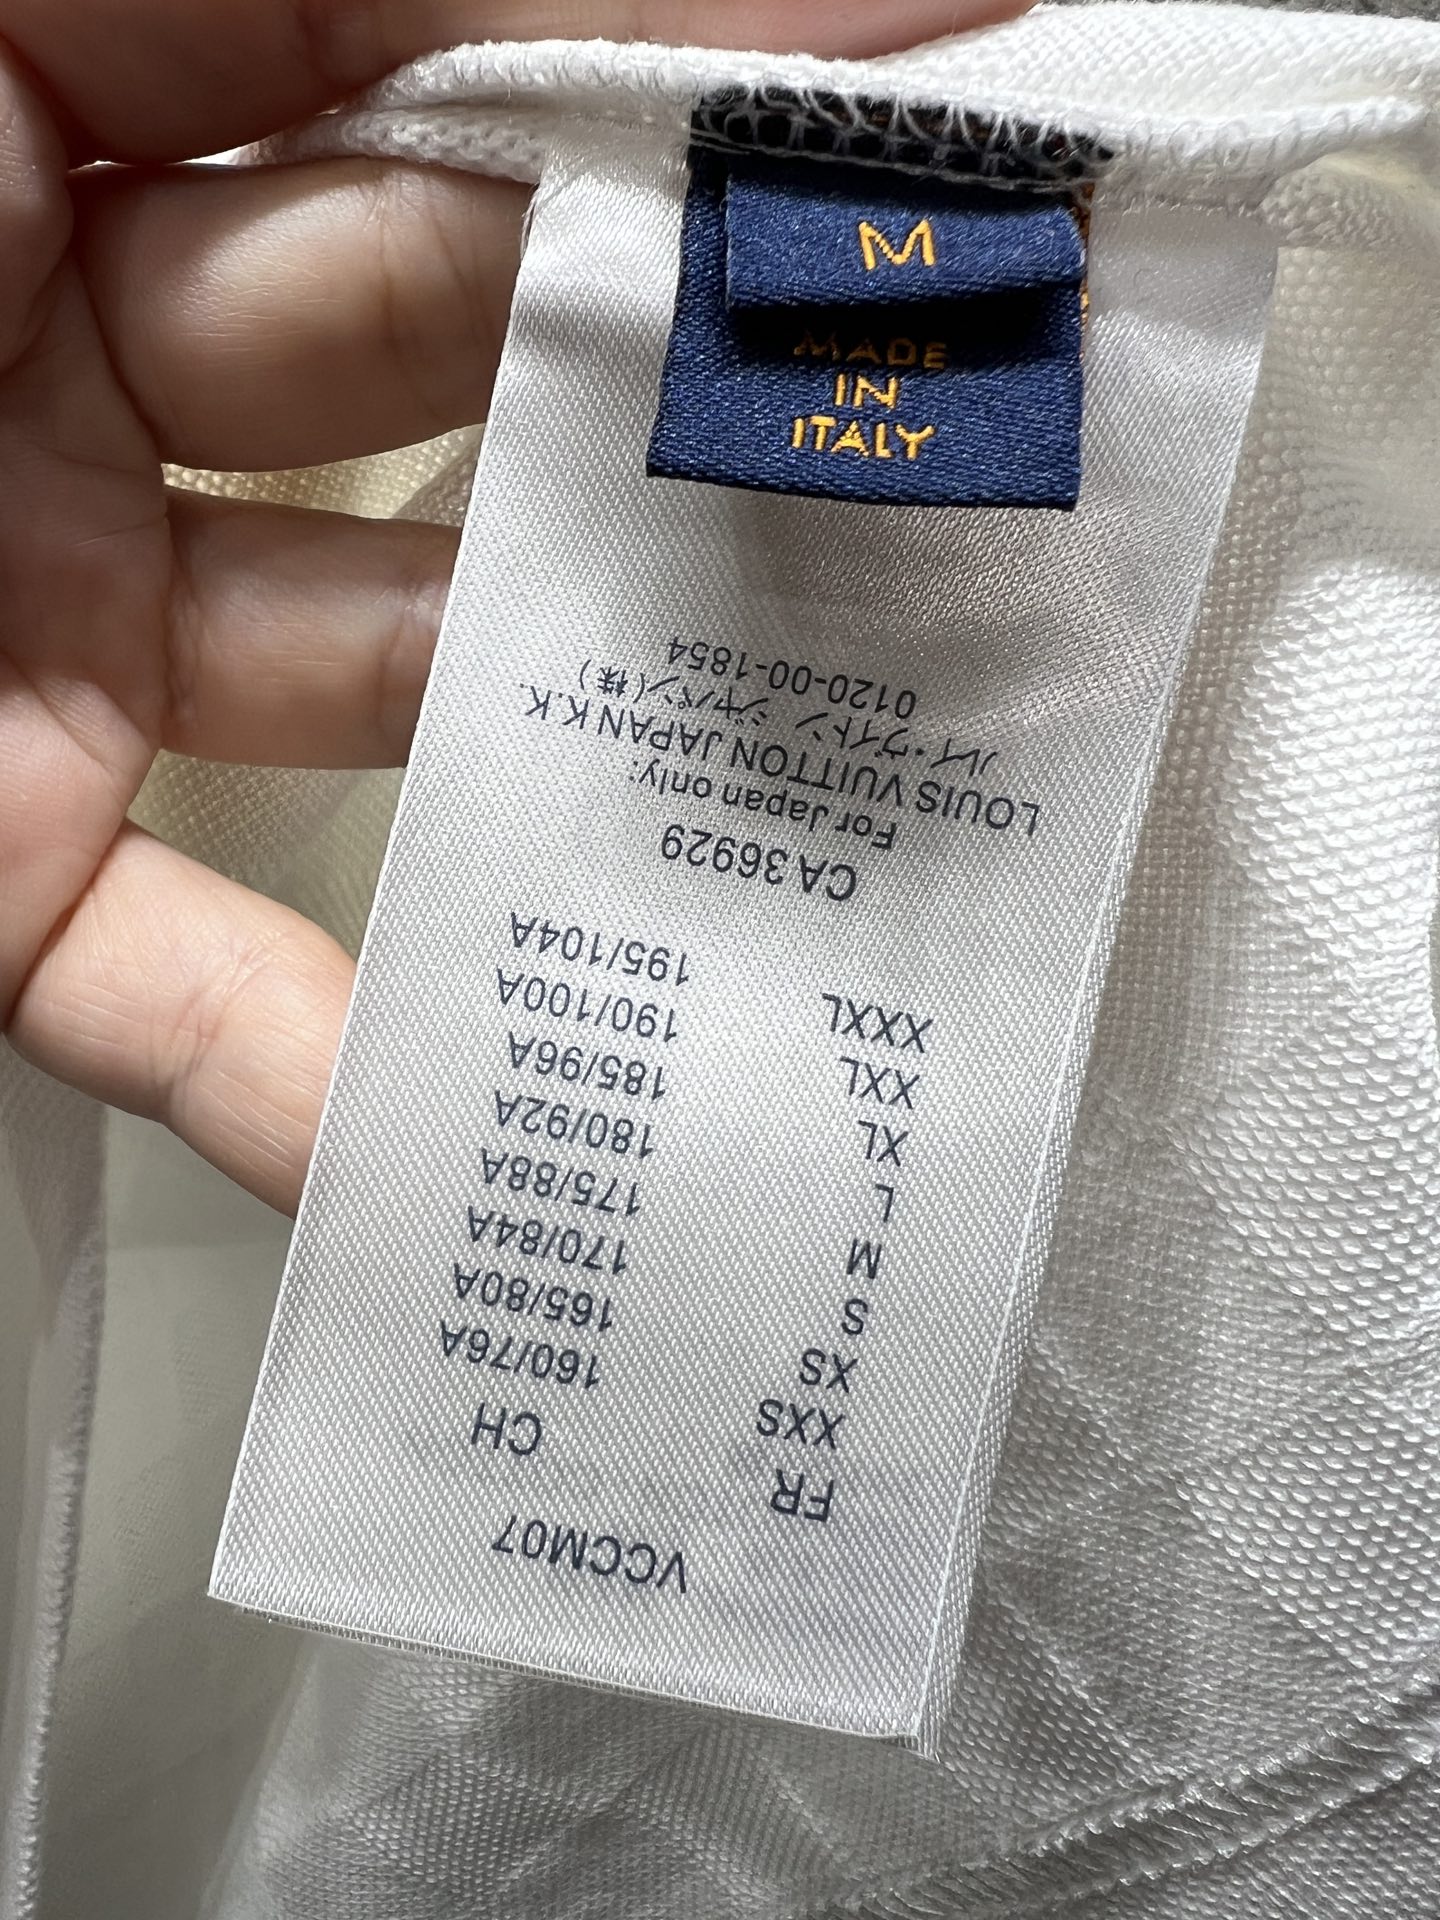 M
MADE
IN
ITALY
VCCM07
FR CH
XXS 160/76A
XS 165/80A
S 170/84A
M 175/88A
L 180/92A
XL 185/96A
XXL 190/100A
XXXL 195/104A
CA 36929
For Japan only:
LOUIS VUITTON JAPAN K.K.
ルイ・ヴィトン ジャパン(株)
0120-00-1854